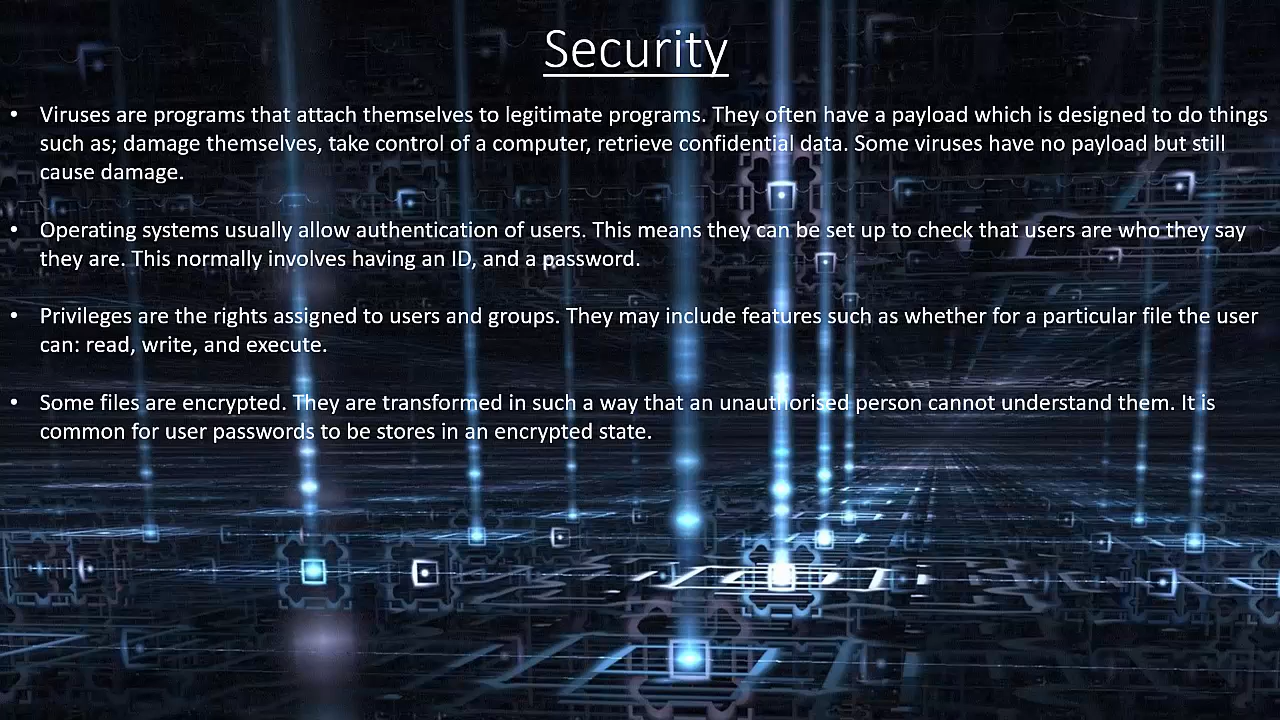 Security
• Viruses are programs that attach themselves to legitimate programs. They often have a payload which is designed to do things
such as; damage themselves, take control of a computer, retrieve confidential data. Some viruses have no payload but still
cause damage.
• Operating systems usually allow authentication of users. This means they can be set up to check that users are who they say
they are. This normally involves having an ID, and a password.
• Privileges are the rights assigned to users and groups. They may include features such as whether for a particular file the user
can: read, write, and execute.
• Some files are encrypted. They are transformed in such a way that an unauthorised person cannot understand them. It is
common for user passwords to be stores in an encrypted state.